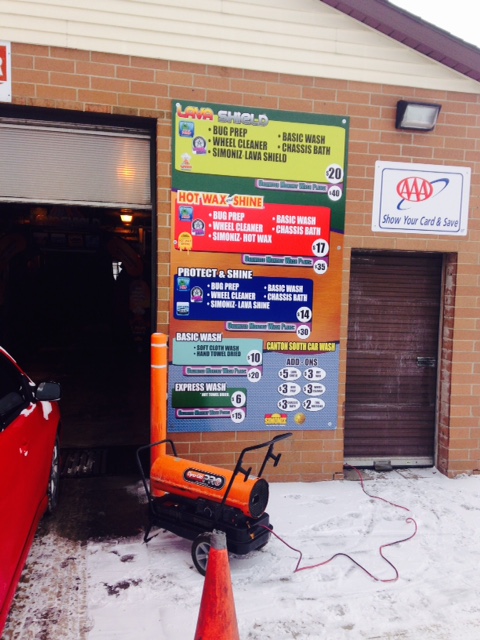 R
LAVA SHIELD
• BUG PREP
• WHEEL CLEANER
• SIMONIZ-LAVA SHIELD
• BASIC WASH
• CHASSIS BATH
$20
$40
HOT WAX and SHINE
• BUG PREP
• WHEEL CLEANER
• SIMONIZ-HOT WAX
• BASIC WASH
• CHASSIS BATH
$17
$35
PROTECT & SHINE
• BUG PREP
• WHEEL CLEANER
• SIMONIZ-LAVA SHINE
• BASIC WASH
• CHASSIS BATH
$14
$30
BASIC WASH
• SOFT CLOTH WASH
• HAND TOWEL DRIED
$10
$20
EXPRESS WASH
$6
$15
CANTON SOUTH CAR WASH
ADD-ONS
$5
$3
$3
$3
$3
$2
SIMONIZ
AAA
Show Your Card & Save
PRO